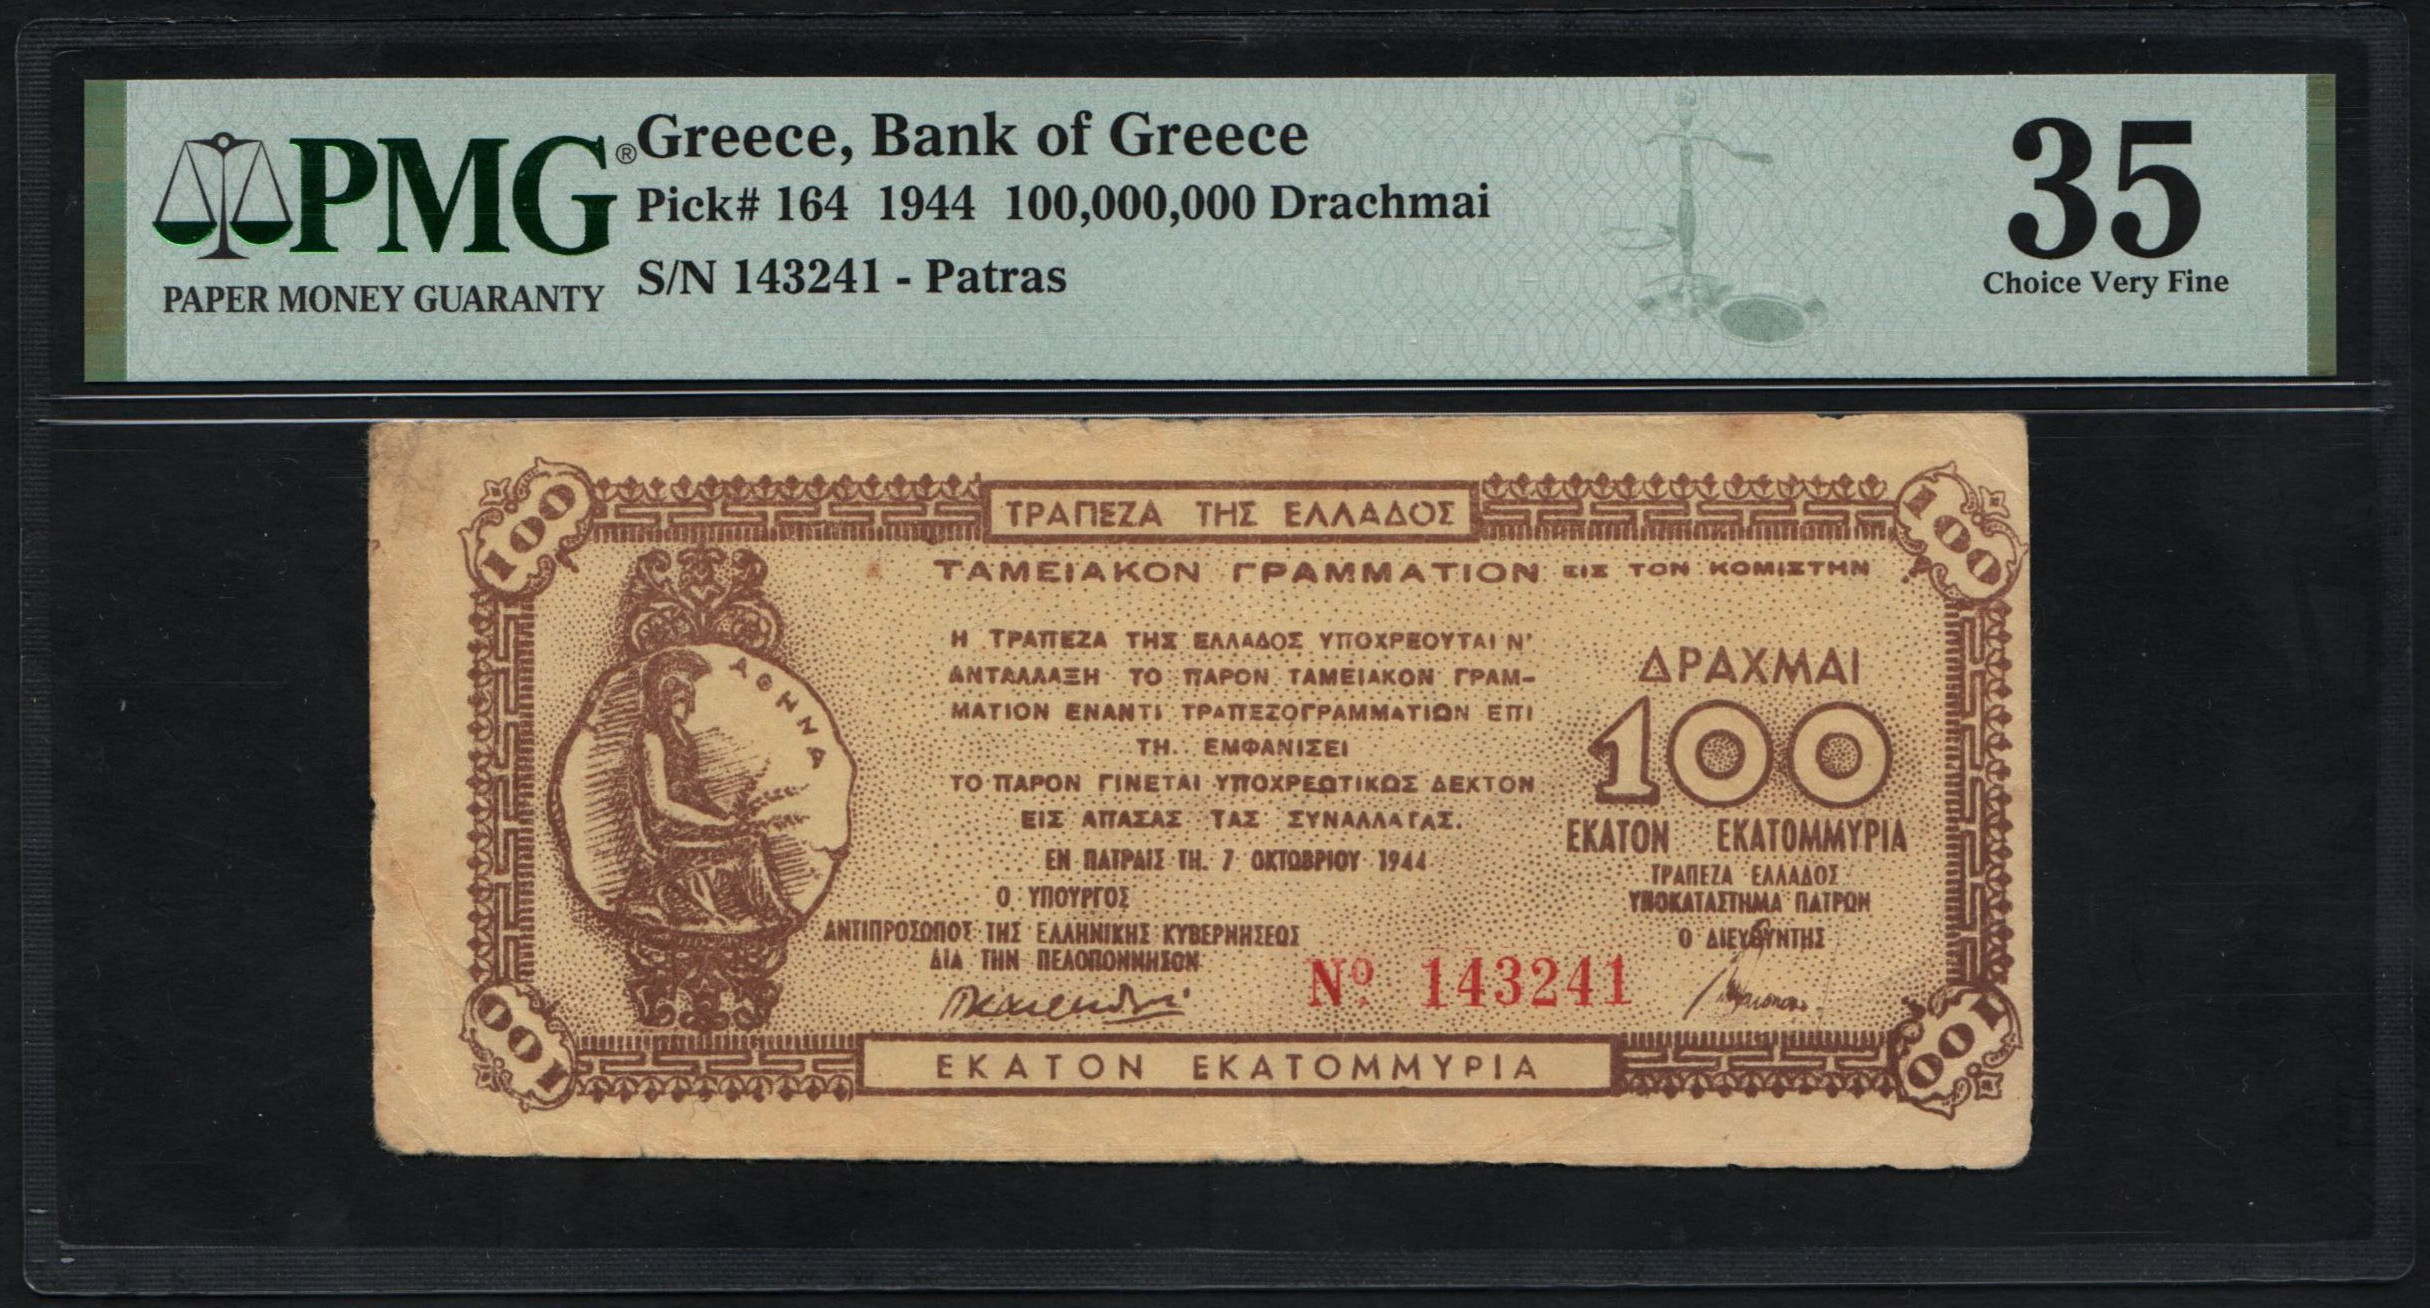 PMG®
PAPER MONEY GUARANTY
Greece, Bank of Greece
Pick# 164 1944 100,000,000 Drachmai
S/N 143241 - Patras
35
Choice Very Fine
100
ΤΡΑΠΕΖΑ ΤΗΣ ΕΛΛΑΔΟΣ
100
ΤΑΜΕΙΑΚΟΝ ΓΡΑΜΜΑΤΙΟΝ ΕΙΣ ΤΟΝ ΚΟΜΙΣΤΗΝ
ΑΘΗΝΑ
Η ΤΡΑΠΕΖΑ ΤΗΣ ΕΛΛΑΔΟΣ ΥΠΟΧΡΕΟΥΤΑΙ Ν'
ΑΝΤΑΛΛΑΞΗ ΤΟ ΠΑΡΟΝ ΤΑΜΕΙΑΚΟΝ ΓΡΑΜ-
ΜΑΤΙΟΝ ΕΝΑΝΤΙ ΤΡΑΠΕΖΟΓΡΑΜΜΑΤΙΩΝ ΕΠΙ
ΤΗ. ΕΜΦΑΝΙΣΕΙ
ΤΟ ΠΑΡΟΝ ΓΙΝΕΤΑΙ ΥΠΟΧΡΕΩΤΙΚΩΣ ΔΕΚΤΟΝ
ΕΙΣ ΑΠΑΣΑΣ ΤΑΣ ΣΥΝΑΛΛΑΓΑΣ.
ΕΝ ΠΑΤΡΑΙΣ ΤΗ. 7 ΟΚΤΩΒΡΙΟΥ 1944
Ο ΥΠΟΥΡΓΟΣ
ΑΝΤΙΠΡΟΣΩΠΟΣ ΤΗΣ ΕΛΛΗΝΙΚΗΣ ΚΥΒΕΡΝΗΣΕΩΣ
ΔΙΑ ΤΗΝ ΠΕΛΟΠΟΝΝΗΣΟΝ
ΔΡΑΧΜΑΙ
100
ΕΚΑΤΟΝ ΕΚΑΤΟΜΜΥΡΙΑ
ΤΡΑΠΕΖΑ ΕΛΛΑΔΟΣ
ΥΠΟΚΑΤΑΣΤΗΜΑ ΠΑΤΡΩΝ
Ο ΔΙΕΥΘΥΝΤΗΣ
Nº 143241
100
ΕΚΑΤΟΝ ΕΚΑΤΟΜΜΥΡΙΑ
100